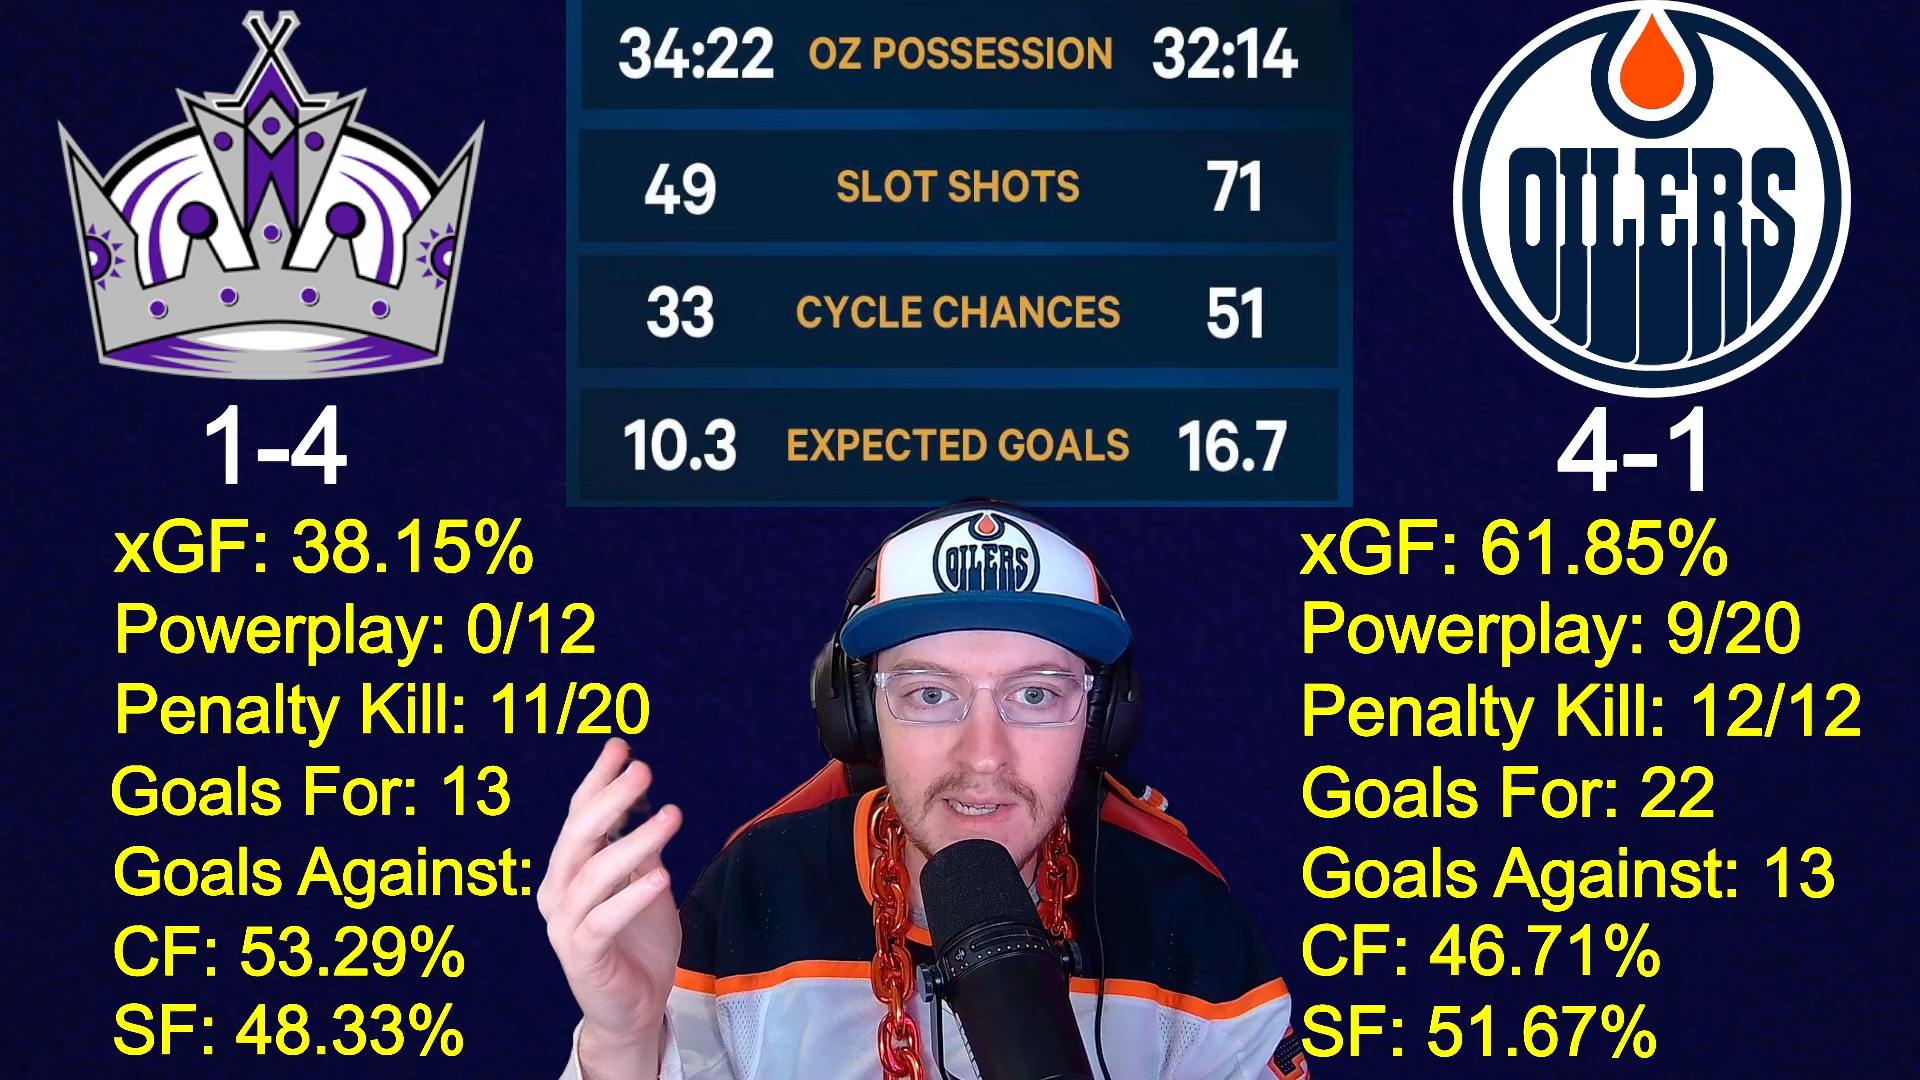 34:22 OZ POSSESSION 32:14
49 SLOT SHOTS 71
33 CYCLE CHANCES 51
10.3 EXPECTED GOALS 16.7
OILERS
1-4
xGF: 38.15%
Powerplay: 0/12
Penalty Kill: 11/20
Goals For: 13
Goals Against:
CF: 53.29%
SF: 48.33%
OILERS
4-1
xGF: 61.85%
Powerplay: 9/20
Penalty Kill: 12/12
Goals For: 22
Goals Against: 13
CF: 46.71%
SF: 51.67%